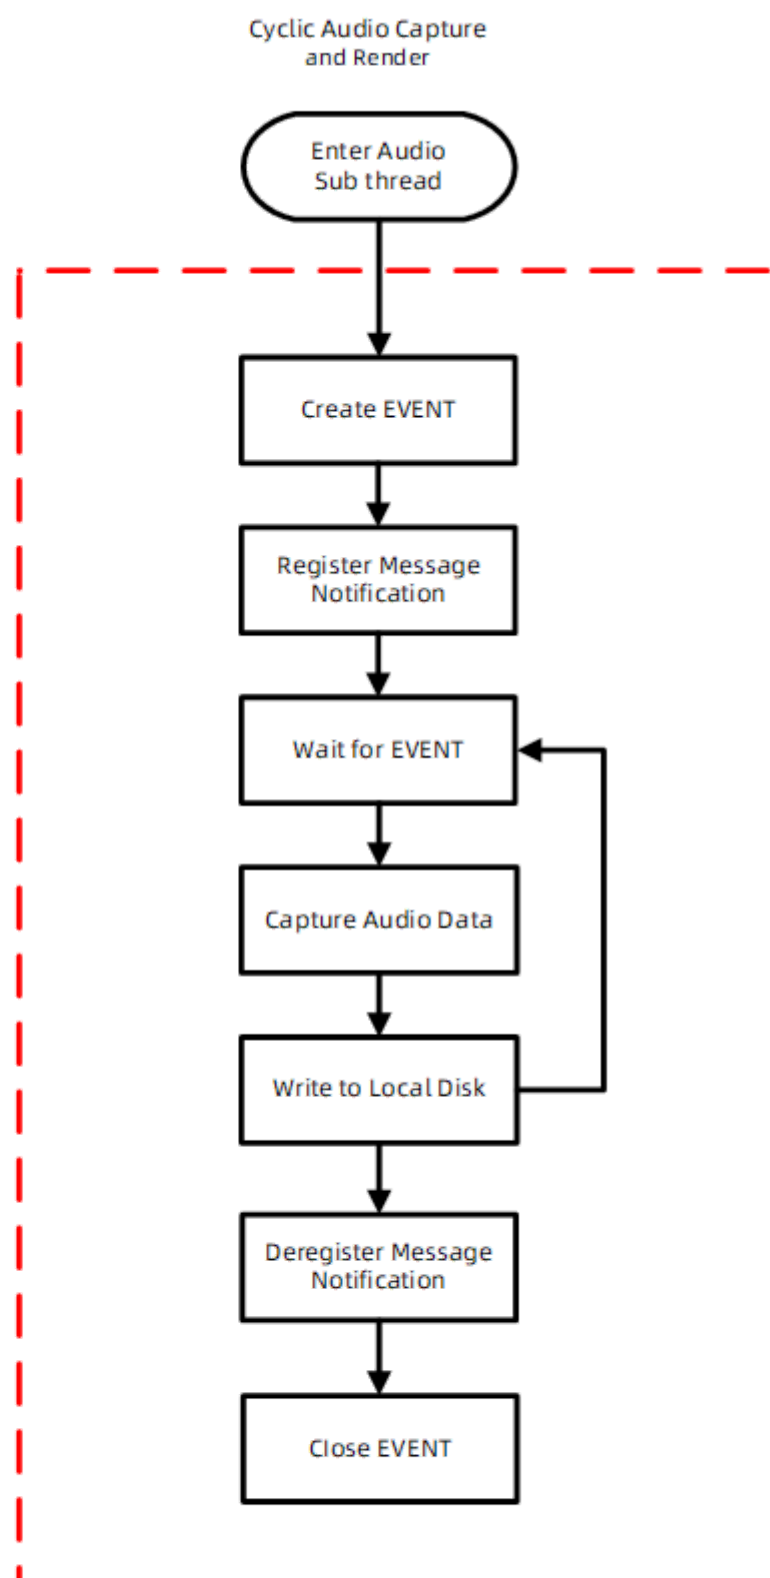 Cyclic Audio Capture
and Render
Enter Audio
Sub thread
Create EVENT
Register Message
Notification
Wait for EVENT
Capture Audio Data
Write to Local Disk
Deregister Message
Notification
Close EVENT